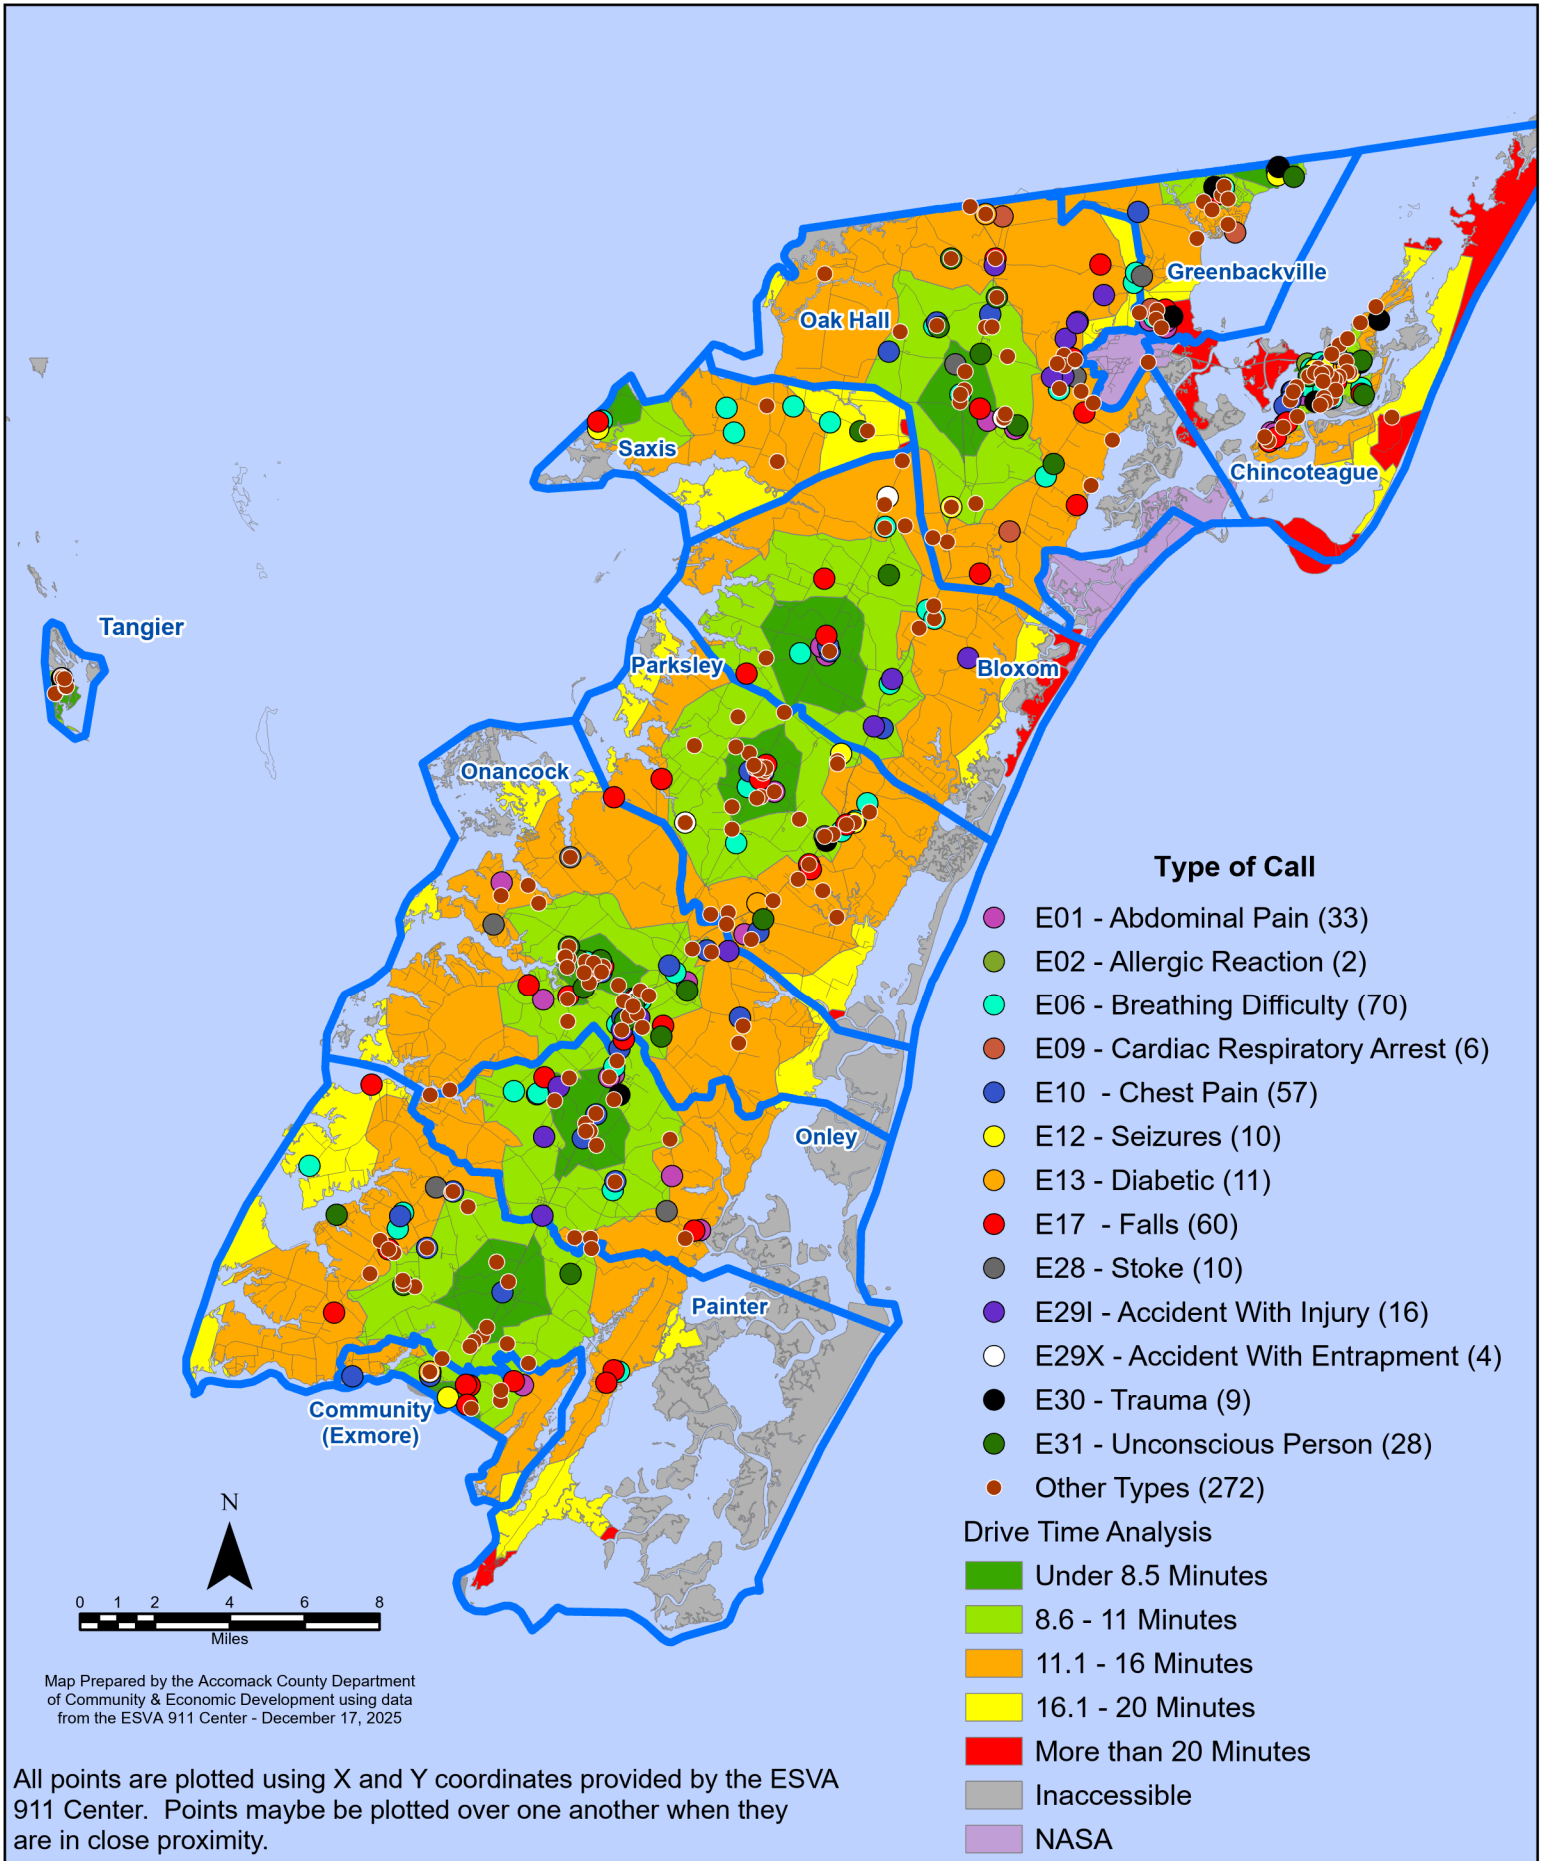 Greenbackville
Oak Hall
Saxis
Chincoteague
Tangier
Parksley
Bloxom
Onancock
Type of Call
E01 - Abdominal Pain (33)
E02 - Allergic Reaction (2)
E06 - Breathing Difficulty (70)
E09 - Cardiac Respiratory Arrest (6)
E10 - Chest Pain (57)
E12 - Seizures (10)
E13 - Diabetic (11)
E17 - Falls (60)
E28 - Stoke (10)
E29I - Accident With Injury (16)
E29X - Accident With Entrapment (4)
E30 - Trauma (9)
E31 - Unconscious Person (28)
Other Types (272)
Onley
Painter
Community
(Exmore)
Drive Time Analysis
Under 8.5 Minutes
8.6 - 11 Minutes
11.1 - 16 Minutes
16.1 - 20 Minutes
More than 20 Minutes
Inaccessible
NASA
N
0 1 2 4 6 8
Miles
Map Prepared by the Accomack County Department
of Community & Economic Development using data
from the ESVA 911 Center - December 17, 2025
All points are plotted using X and Y coordinates provided by the ESVA
911 Center. Points maybe be plotted over one another when they
are in close proximity.